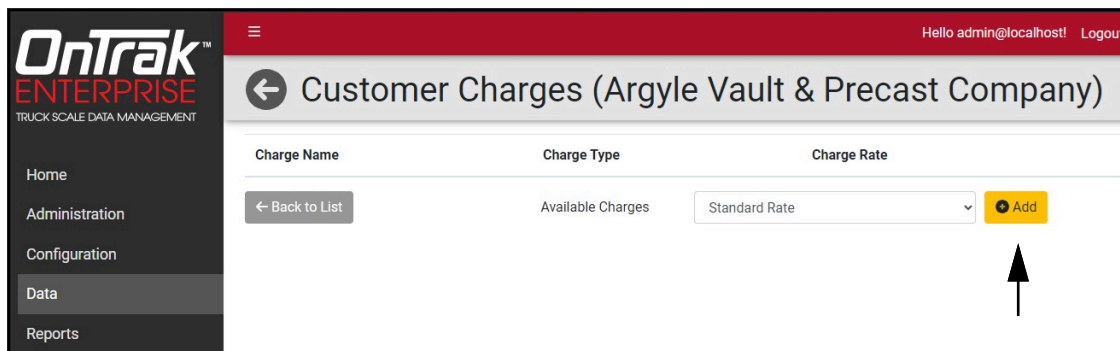 OnTrak™
ENTERPRISE
TRUCK SCALE DATA MANAGEMENT
Home
Administration
Configuration
Data
Reports
Hello admin@localhost! Logout
Customer Charges (Argyle Vault & Precast Company)
Charge Name Charge Type Charge Rate
Back to List Available Charges Standard Rate Add